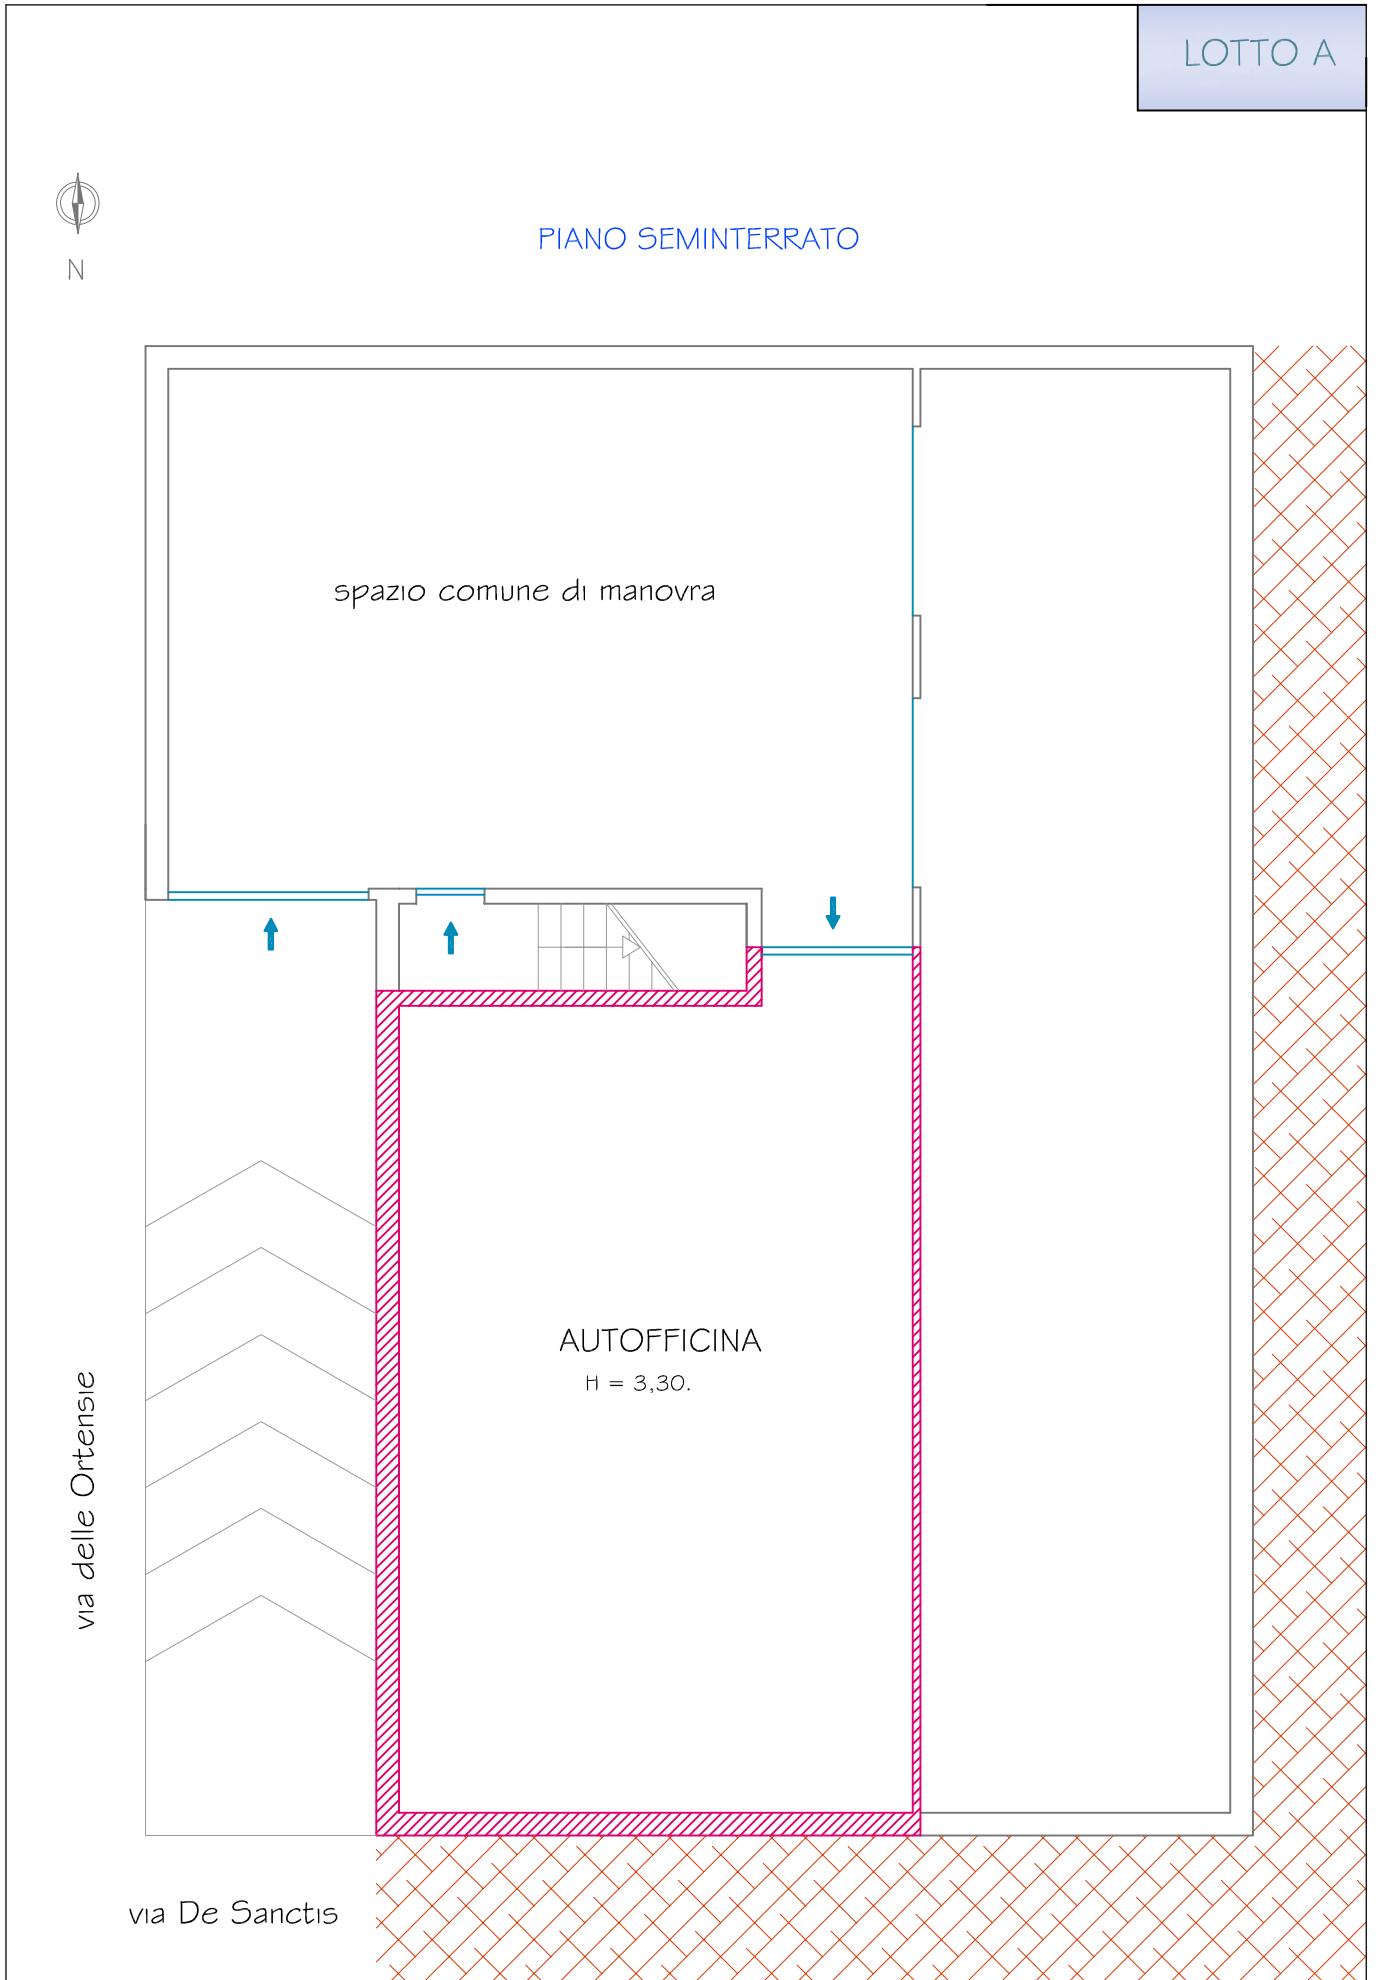 LOTTO A
N
PIANO SEMINTERRATO
spazio comune di manovra
AUTOFFICINA
H = 3,30.
via delle Ortensie
via De Sanctis